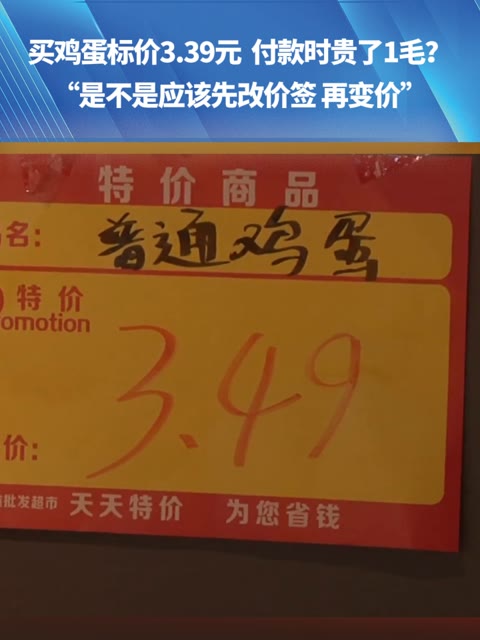 买鸡蛋标价3.39元 付款时贵了1毛?
“是不是应该先改价签 再变价”
特价商品
名：
普通鸡蛋
特价
omotion
3.49
价：
批发超市 天天特价 为您省钱